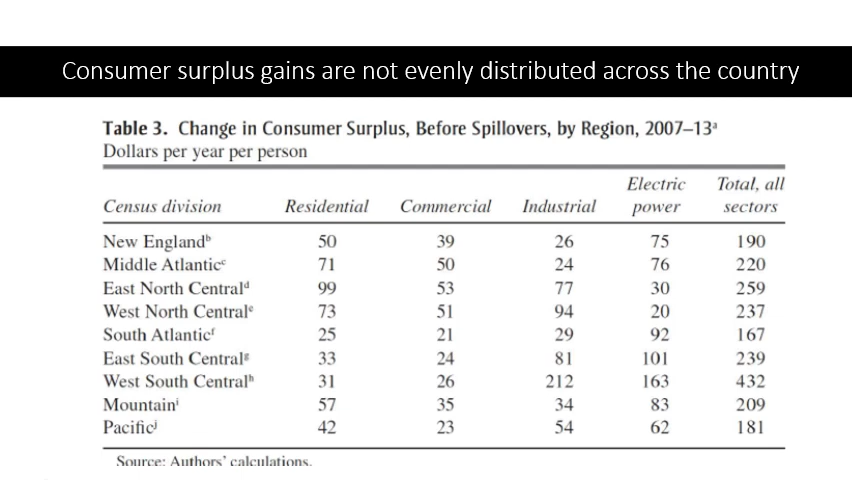 Consumer surplus gains are not evenly distributed across the country
Table 3. Change in Consumer Surplus, Before Spillovers, by Region, 2007–13ᵃ
Dollars per year per person
Census division Residential Commercial Industrial Electric power Total, all sectors
New Englandᵇ 50 39 26 75 190
Middle Atlanticᶜ 71 50 24 76 220
East North Centralᵈ 99 53 77 30 259
West North Centralᵉ 73 51 94 20 237
South Atlanticᶠ 25 21 29 92 167
East South Centralᵍ 33 24 81 101 239
West South Centralʰ 31 26 212 163 432
Mountainⁱ 57 35 34 83 209
Pacificʲ 42 23 54 62 181
Source: Authors’ calculations.